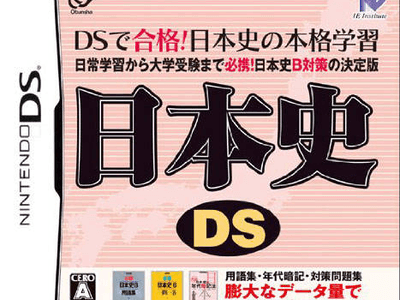 Obunsha
IE Institute
DSで合格!日本史の本格学習
日常学習から大学受験まで必携!日本史B対策の決定版
NINTENDO DS
日本史
DS
CERO
A
用語集・年代暗記・対策問題集
膨大なデータ量で